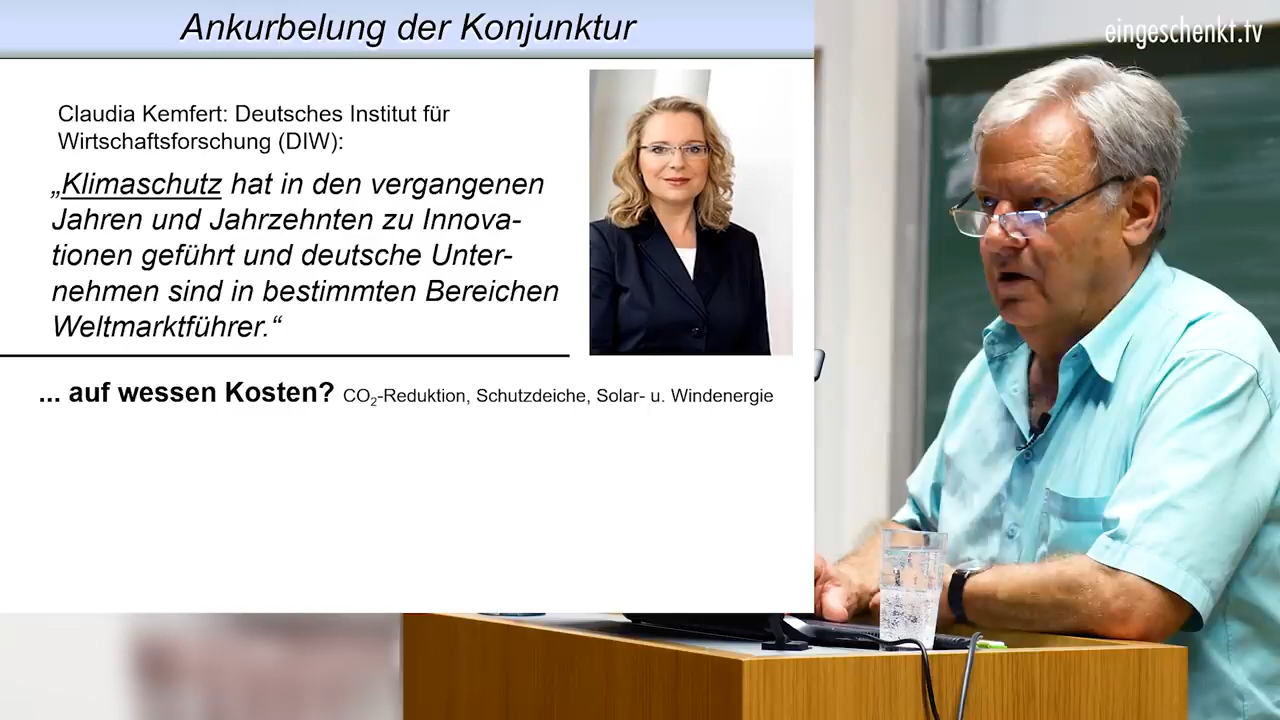 Ankurbelung der Konjunktur
eingeschenkt.tv
Claudia Kemfert: Deutsches Institut für
Wirtschaftsforschung (DIW):
„Klimaschutz hat in den vergangenen
Jahren und Jahrzehnten zu Innova-
tionen geführt und deutsche Unter-
nehmen sind in bestimmten Bereichen
Weltmarktführer.“
... auf wessen Kosten? CO₂-Reduktion, Schutzdeiche, Solar- u. Windenergie